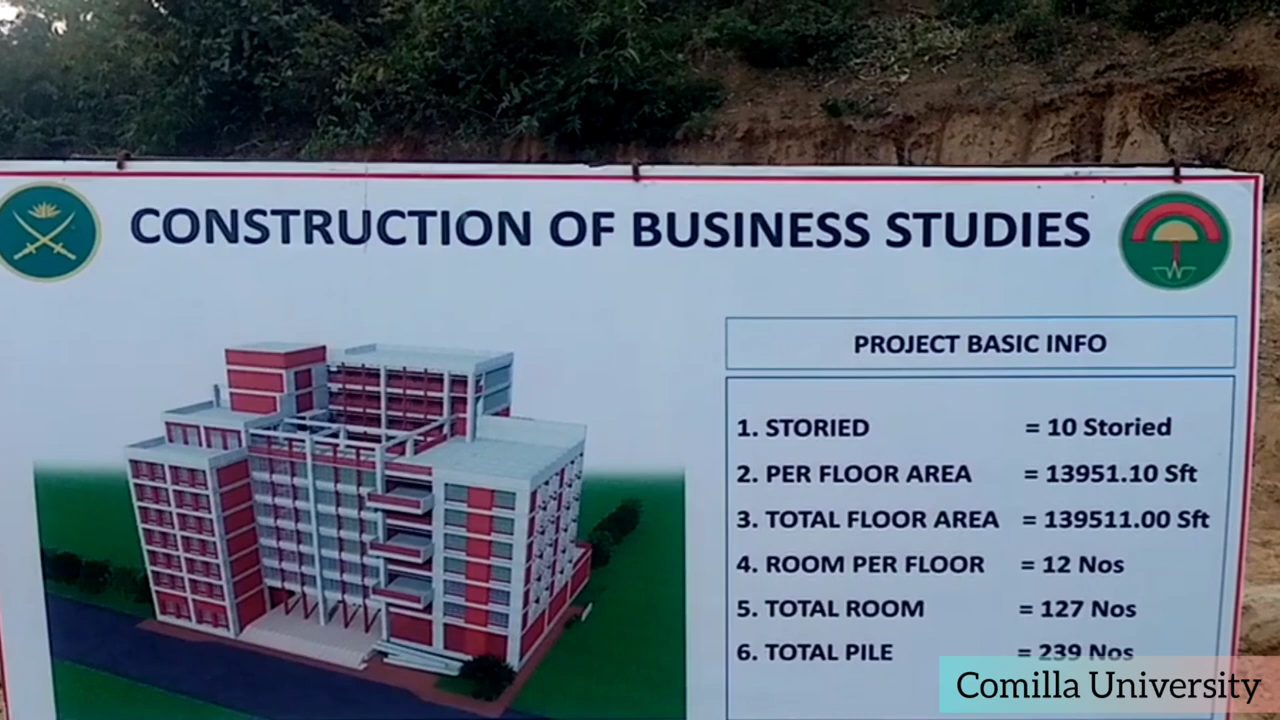 CONSTRUCTION OF BUSINESS STUDIES
PROJECT BASIC INFO
1. STORIED = 10 Storied
2. PER FLOOR AREA = 13951.10 Sft
3. TOTAL FLOOR AREA = 139511.00 Sft
4. ROOM PER FLOOR = 12 Nos
5. TOTAL ROOM = 127 Nos
6. TOTAL PILE = 239 Nos
Comilla University